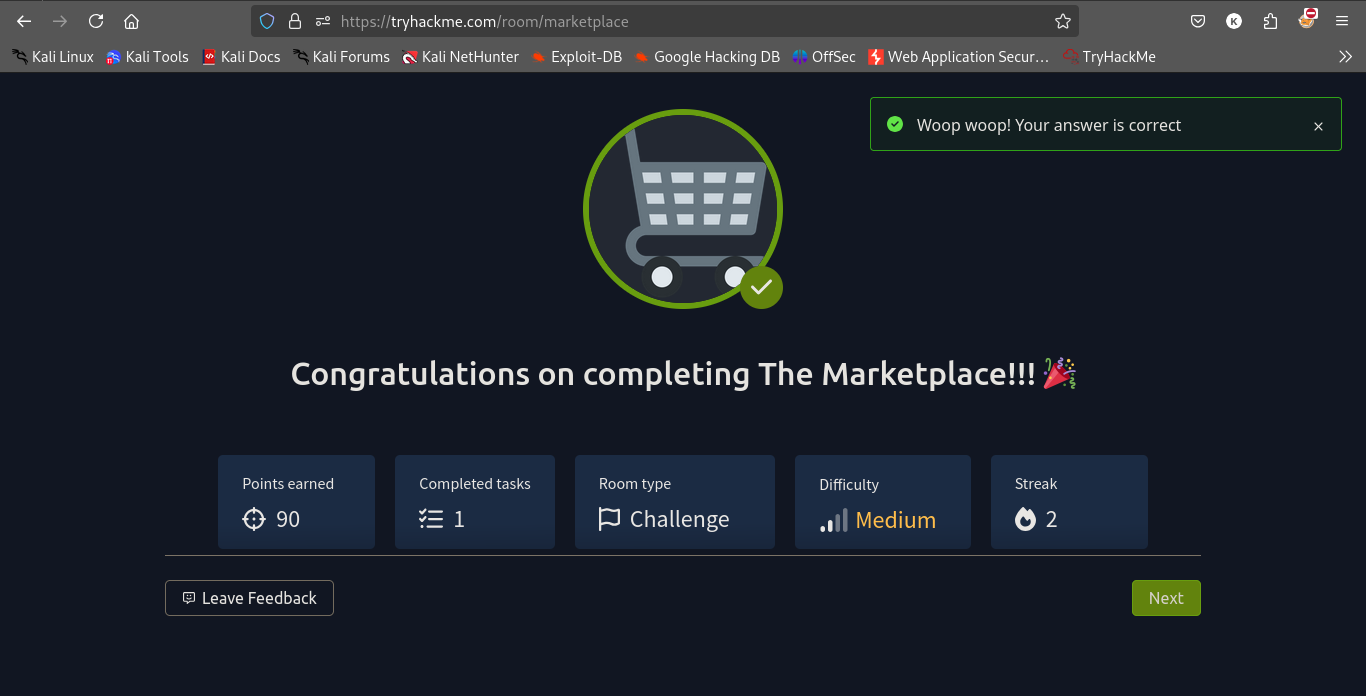 https://tryhackme.com/room/marketplace
K
Kali Linux Kali Tools Kali Docs Kali Forums Kali NetHunter Exploit-DB Google Hacking DB OffSec Web Application Secur… TryHackMe
Woop woop! Your answer is correct
Congratulations on completing The Marketplace!!! 🎉
Points earned Completed tasks Room type Difficulty Streak
90 1 Challenge Medium 2
Leave Feedback Next